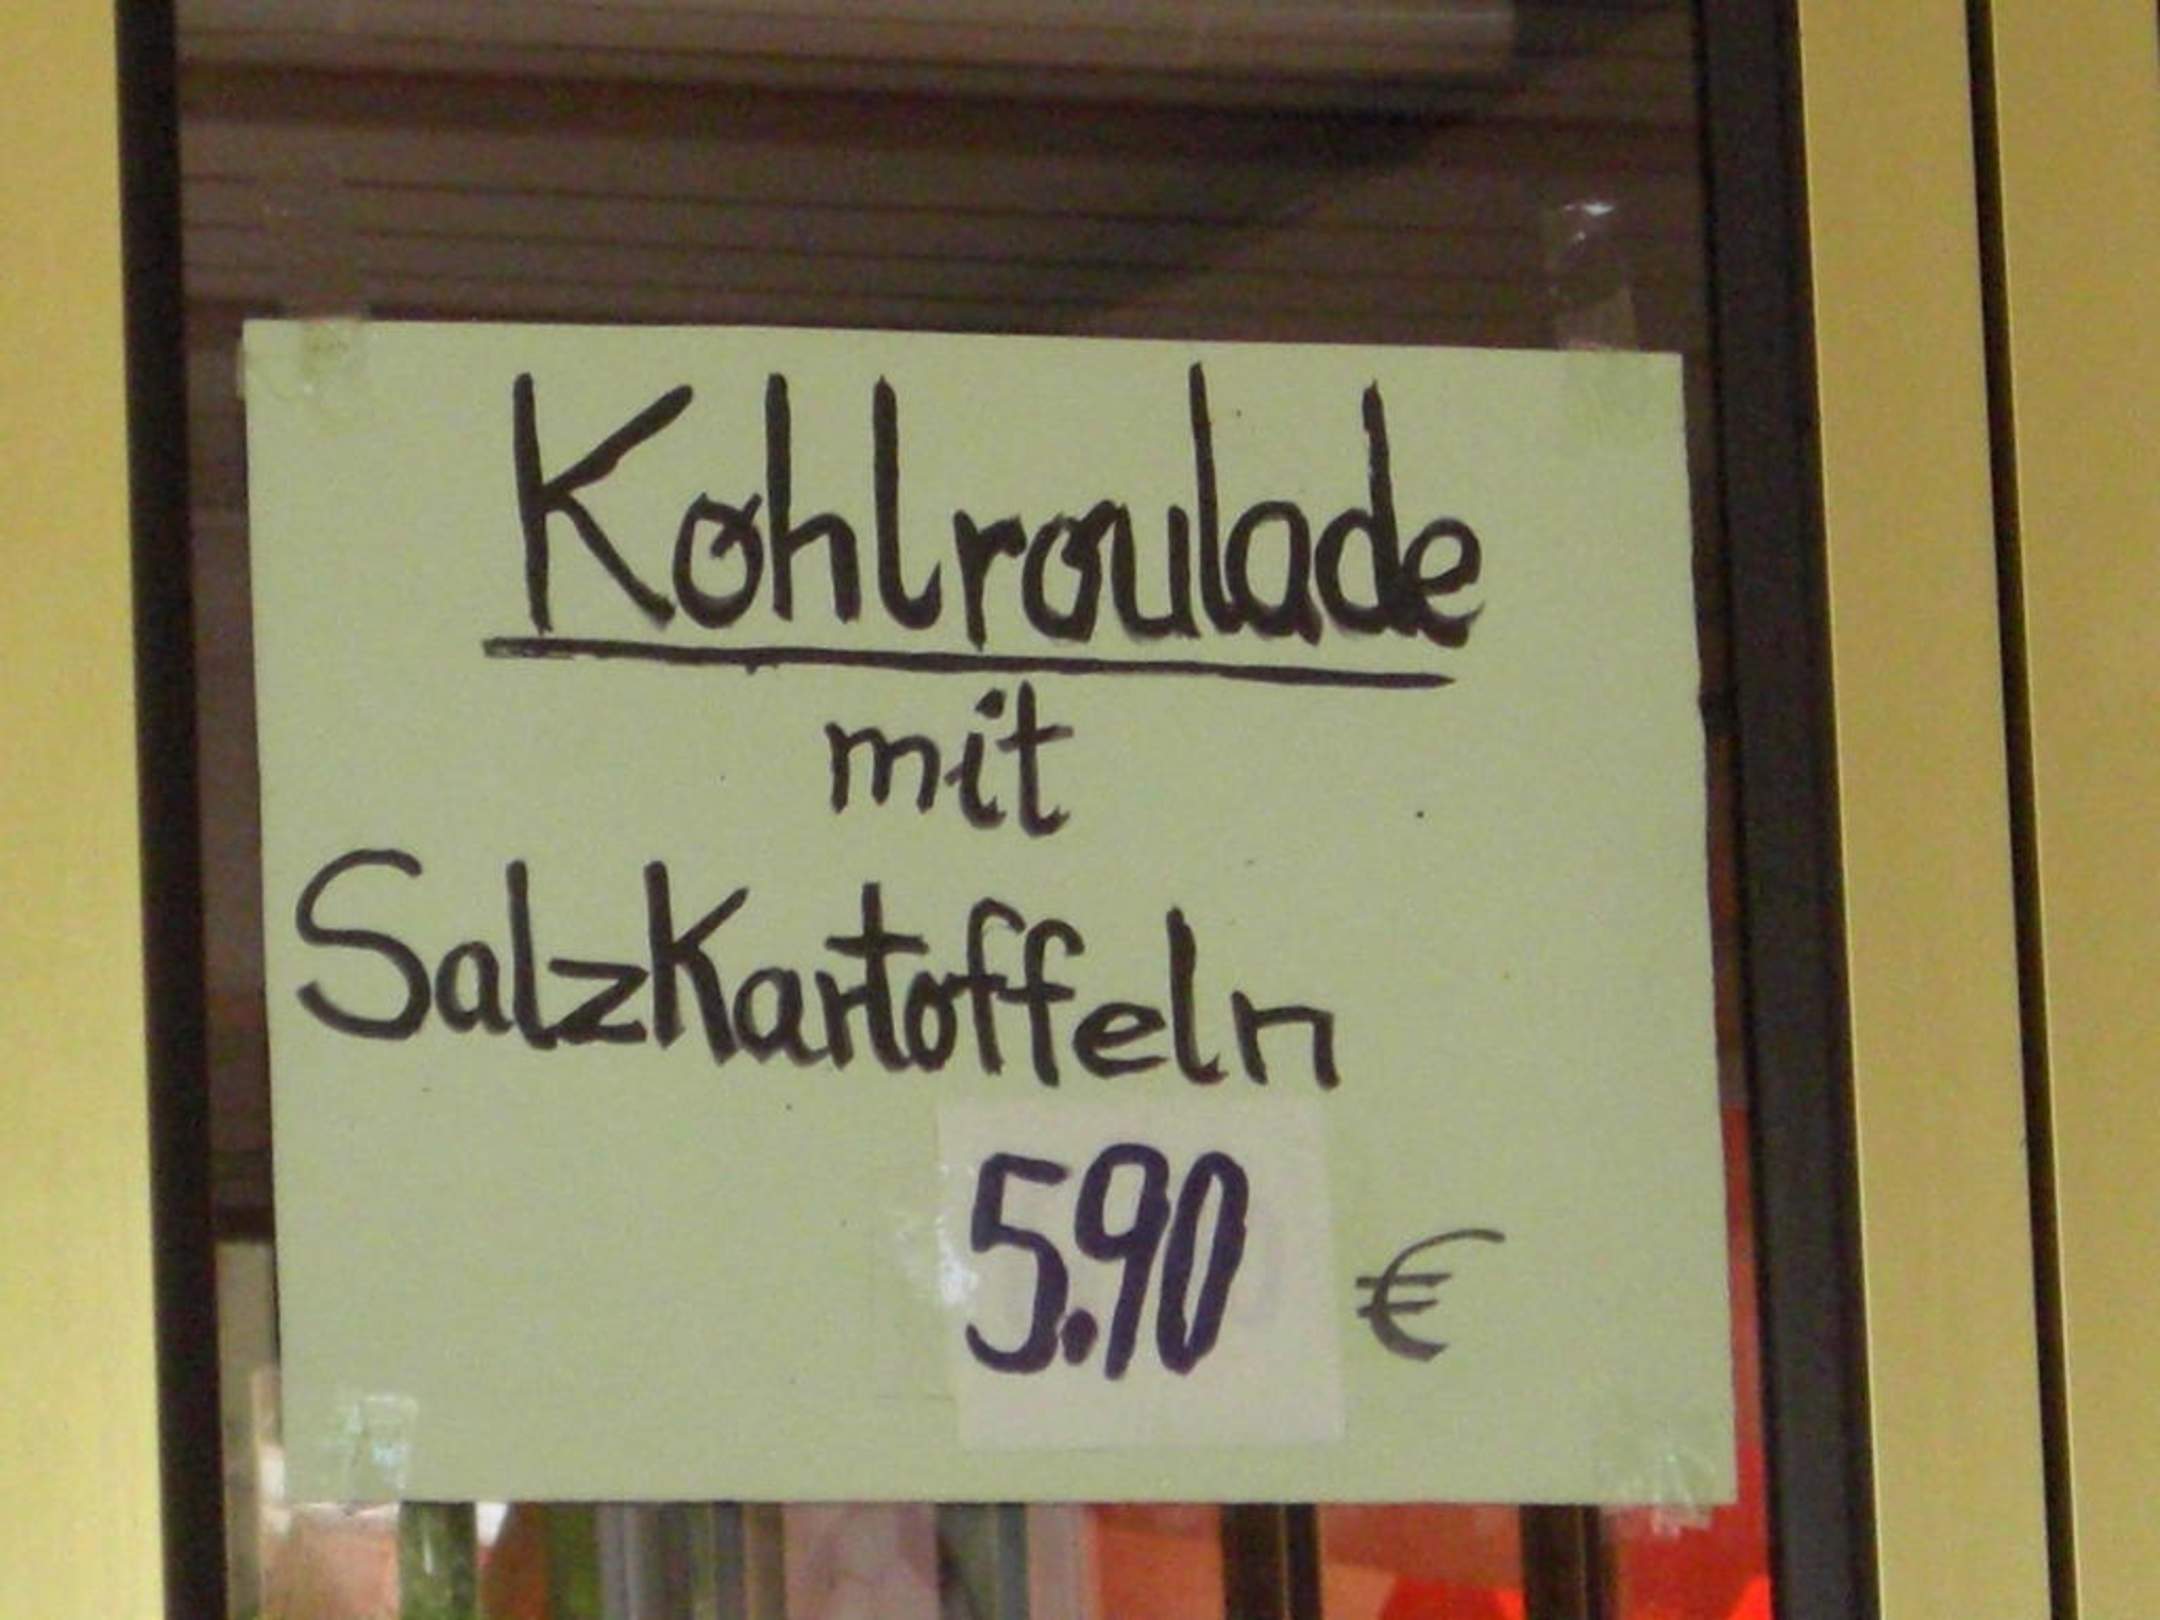 Kohlroulade
mit
SalzKartoffeln
5.90 €